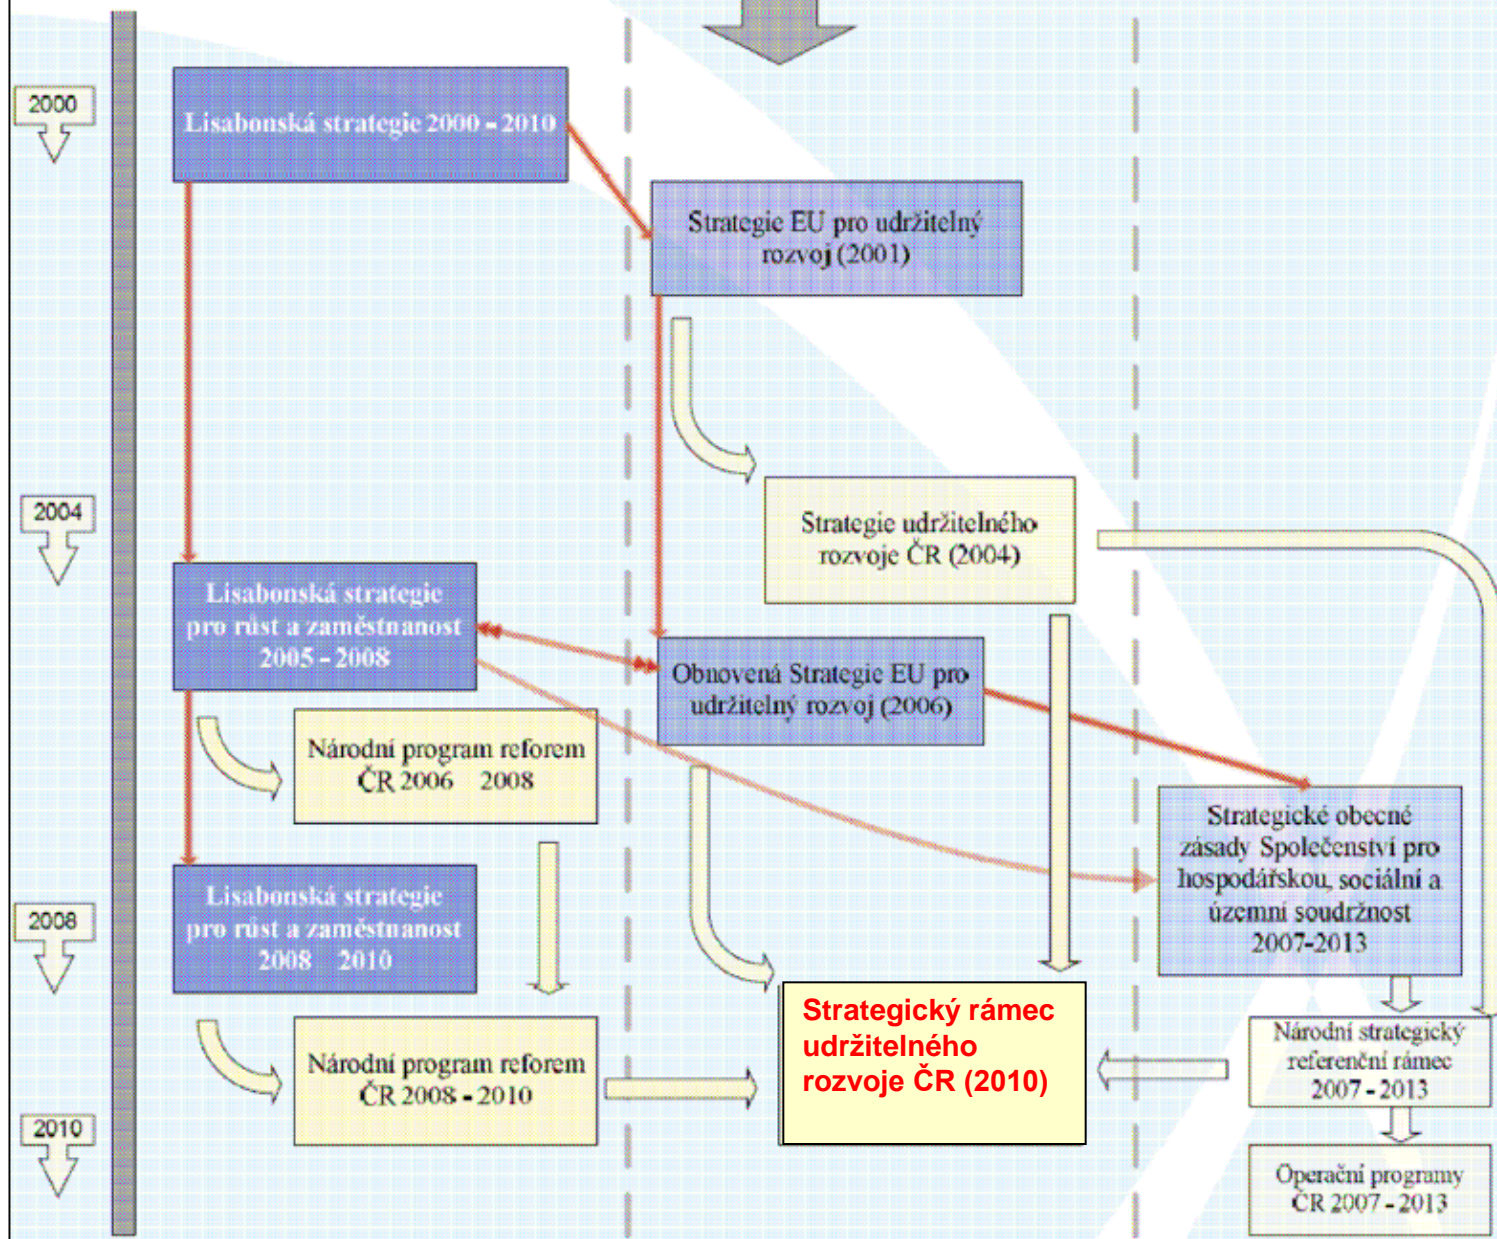 2000
Lisabonská strategie 2000 - 2010
Strategie EU pro udržitelný
rozvoj (2001)
2004
Strategie udržitelného
rozvoje ČR (2004)
Lisabonská strategie
pro růst a zaměstnanost
2005 - 2008
Obnovená Strategie EU pro
udržitelný rozvoj (2006)
Národní program reforem
ČR 2006 2008
Strategické obecné
zásady Společenství pro
hospodářskou, sociální a
územní soudržnost
2007-2013
2008
Lisabonská strategie
pro růst a zaměstnanost
2008 2010
Strategický rámec
udržitelného
rozvoje ČR (2010)
Národní strategický
referenční rámec
2007 - 2013
Národní program reforem
ČR 2008 - 2010
2010
Operační programy
ČR 2007 - 2013